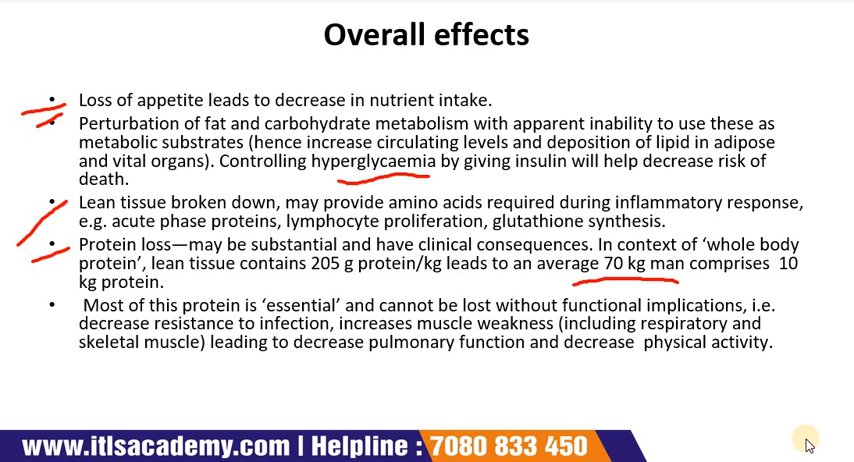 Overall effects
• Loss of appetite leads to decrease in nutrient intake.
• Perturbation of fat and carbohydrate metabolism with apparent inability to use these as
metabolic substrates (hence increase circulating levels and deposition of lipid in adipose
and vital organs). Controlling hyperglycaemia by giving insulin will help decrease risk of
death.
• Lean tissue broken down, may provide amino acids required during inflammatory response,
e.g. acute phase proteins, lymphocyte proliferation, glutathione synthesis.
• Protein loss—may be substantial and have clinical consequences. In context of ‘whole body
protein’, lean tissue contains 205 g protein/kg leads to an average 70 kg man comprises 10
kg protein.
• Most of this protein is ‘essential’ and cannot be lost without functional implications, i.e.
decrease resistance to infection, increases muscle weakness (including respiratory and
skeletal muscle) leading to decrease pulmonary function and decrease physical activity.
www.itlsacademy.com | Helpline : 7080 833 450